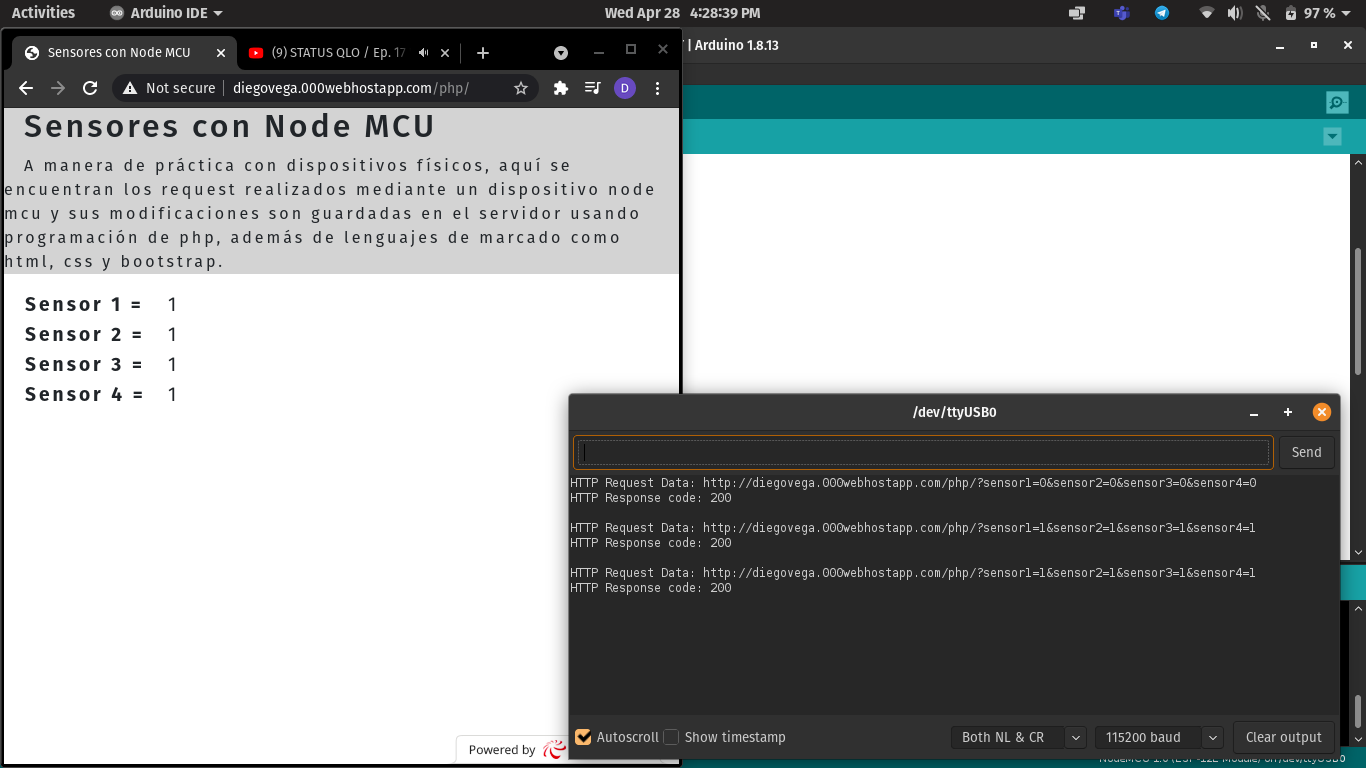 Activities
Arduino IDE
Wed Apr 28 4:28:39 PM
97 %
Sensores con Node MCU
(9) STATUS QLO / Ep. 17
| Arduino 1.8.13
Not secure
diegovega.000webhostapp.com/php/
D
Sensores con Node MCU
A manera de práctica con dispositivos físicos, aquí se
encuentran los request realizados mediante un dispositivo node
mcu y sus modificaciones son guardadas en el servidor usando
programación de php, además de lenguajes de marcado como
html, css y bootstrap.
Sensor 1 = 1
Sensor 2 = 1
Sensor 3 = 1
Sensor 4 = 1
/dev/ttyUSB0
Send
HTTP Request Data: http://diegovega.000webhostapp.com/php/?sensor1=0&sensor2=0&sensor3=0&sensor4=0
HTTP Response code: 200
HTTP Request Data: http://diegovega.000webhostapp.com/php/?sensor1=1&sensor2=1&sensor3=1&sensor4=1
HTTP Response code: 200
HTTP Request Data: http://diegovega.000webhostapp.com/php/?sensor1=1&sensor2=1&sensor3=1&sensor4=1
HTTP Response code: 200
Autoscroll
Show timestamp
Both NL & CR
115200 baud
Clear output
Powered by
NodeMCU 1.0 (ESP-12E Module) on /dev/ttyUSB0